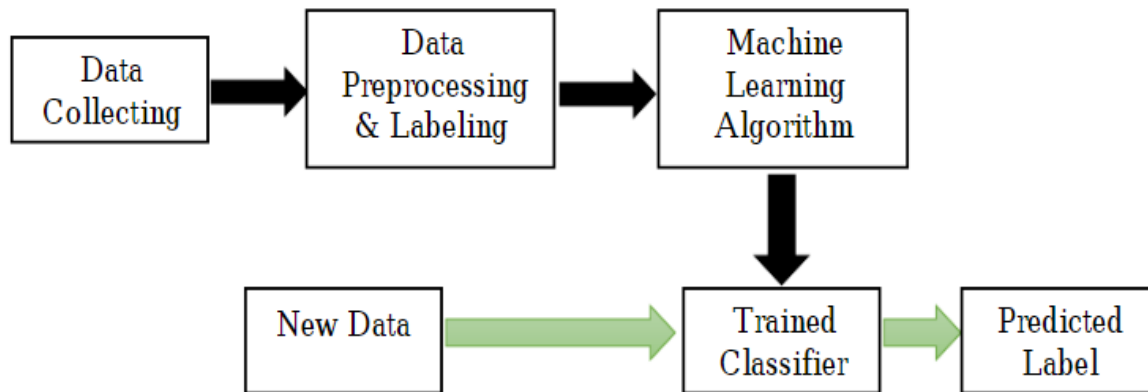 Data
Collecting
Data
Preprocessing
& Labeling
Machine
Learning
Algorithm
New Data
Trained
Classifier
Predicted
Label